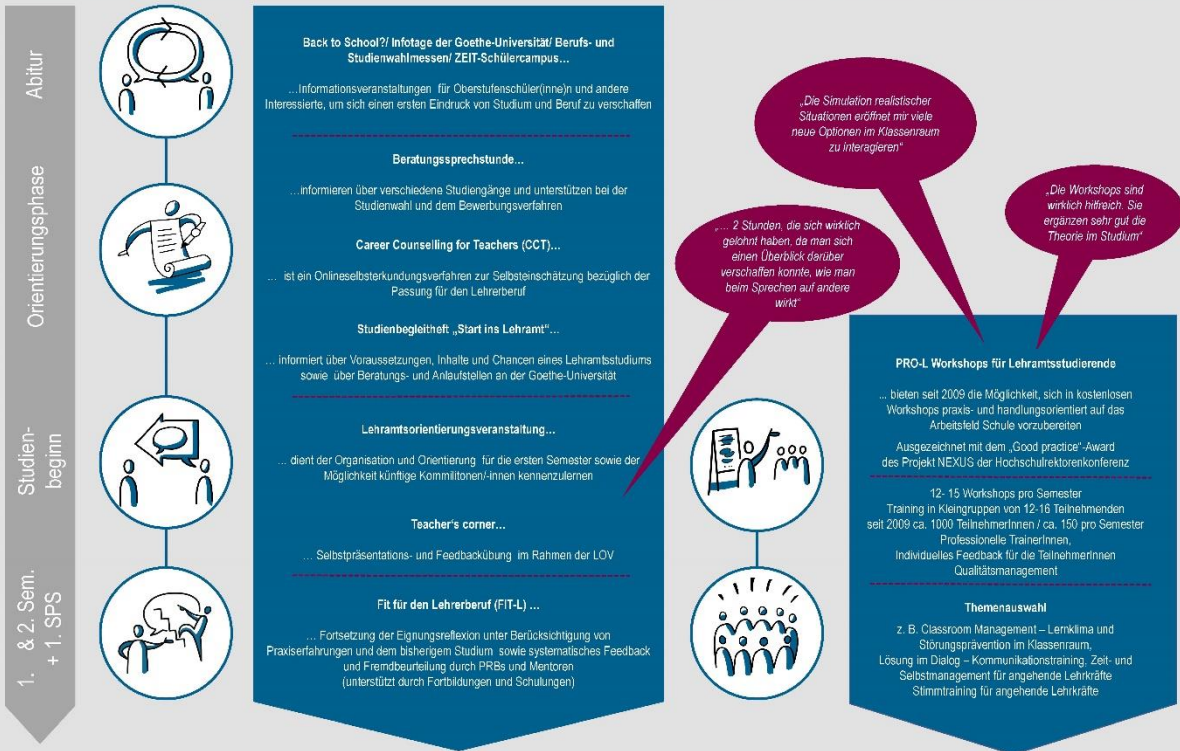 Abitur
Orientierungsphase
Studien-
beginn
1. & 2. Sem.
+ 1. SPS
Back to School?/ Infotage der Goethe-Universität/ Berufs- und
Studienwahlmessen/ ZEIT-Schülercampus…
…Informationsveranstaltungen für Oberstufenschüler(inne)n und andere
Interessierte, um sich einen ersten Eindruck von Studium und Beruf zu verschaffen
Beratungssprechstunde…
…informieren über verschiedene Studiengänge und unterstützen bei der
Studienwahl und dem Bewerbungsverfahren
Career Counselling for Teachers (CCT)…
… ist ein Onlineselbsterkundungsverfahren zur Selbsteinschätzung bezüglich der
Passung für den Lehrerberuf
Studienbegleitheft „Start ins Lehramt“…
… informiert über Voraussetzungen, Inhalte und Chancen eines Lehramtsstudiums
sowie über Beratungs- und Anlaufstellen an der Goethe-Universität
Lehramtsorientierungsveranstaltung…
… dient der Organisation und Orientierung für die ersten Semester sowie der
Möglichkeit künftige Kommilitonen/-innen kennenzulernen
Teacher's corner…
… Selbstpräsentations- und Feedbackübung im Rahmen der LOV
Fit für den Lehrerberuf (FIT-L) …
… Fortsetzung der Eignungsreflexion unter Berücksichtigung von
Praxiserfahrungen und dem bisherigem Studium sowie systematisches Feedback
und Fremdbeurteilung durch PRBs und Mentoren
(unterstützt durch Fortbildungen und Schulungen)
„Die Simulation realistischer
Situationen eröffnet mir viele
neue Optionen im Klassenraum
zu interagieren“
„Die Workshops sind
wirklich hilfreich. Sie
ergänzen sehr gut die
Theorie im Studium“
„… 2 Stunden, die sich wirklich
gelohnt haben, da man sich
einen Überblick darüber
verschaffen konnte, wie man
beim Sprechen auf andere
wirkt“
PRO-L Workshops für Lehramtsstudierende
… bieten seit 2009 die Möglichkeit, sich in kostenlosen
Workshops praxis- und handlungsorientiert auf das
Arbeitsfeld Schule vorzubereiten
Ausgezeichnet mit dem „Good practice“-Award
des Projekt NEXUS der Hochschulrektorenkonferenz
12- 15 Workshops pro Semester
Training in Kleingruppen von 12-16 Teilnehmenden
seit 2009 ca. 1000 TeilnehmerInnen / ca. 150 pro Semester
Professionelle TrainerInnen,
Individuelles Feedback für die TeilnehmerInnen
Qualitätsmanagement
Themenauswahl
z. B. Classroom Management – Lernklima und
Störungsprävention im Klassenraum,
Lösung im Dialog – Kommunikationstraining, Zeit- und
Selbstmanagement für angehende Lehrkräfte
Stimmtraining für angehende Lehrkräfte